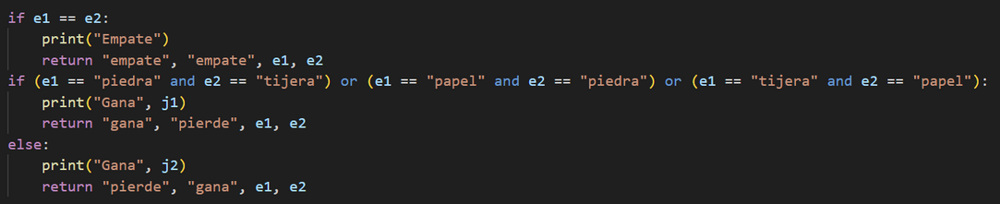 if e1 == e2:
    print("Empate")
    return "empate", "empate", e1, e2
if (e1 == "piedra" and e2 == "tijera") or (e1 == "papel" and e2 == "piedra") or (e1 == "tijera" and e2 == "papel"):
    print("Gana", j1)
    return "gana", "pierde", e1, e2
else:
    print("Gana", j2)
    return "pierde", "gana", e1, e2